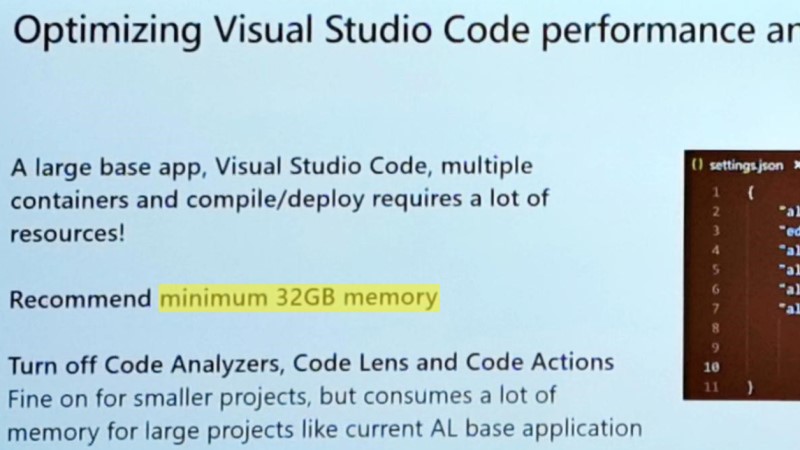 Optimizing Visual Studio Code performance an
A large base app, Visual Studio Code, multiple
containers and compile/deploy requires a lot of
resources!
Recommend minimum 32GB memory
Turn off Code Analyzers, Code Lens and Code Actions
Fine on for smaller projects, but consumes a lot of
memory for large projects like current AL base application
{} settings.json ×
1 {
2 "al
3 "ed
4 "al
5 "al
6 "al
7 "al
8
9
10
11 }